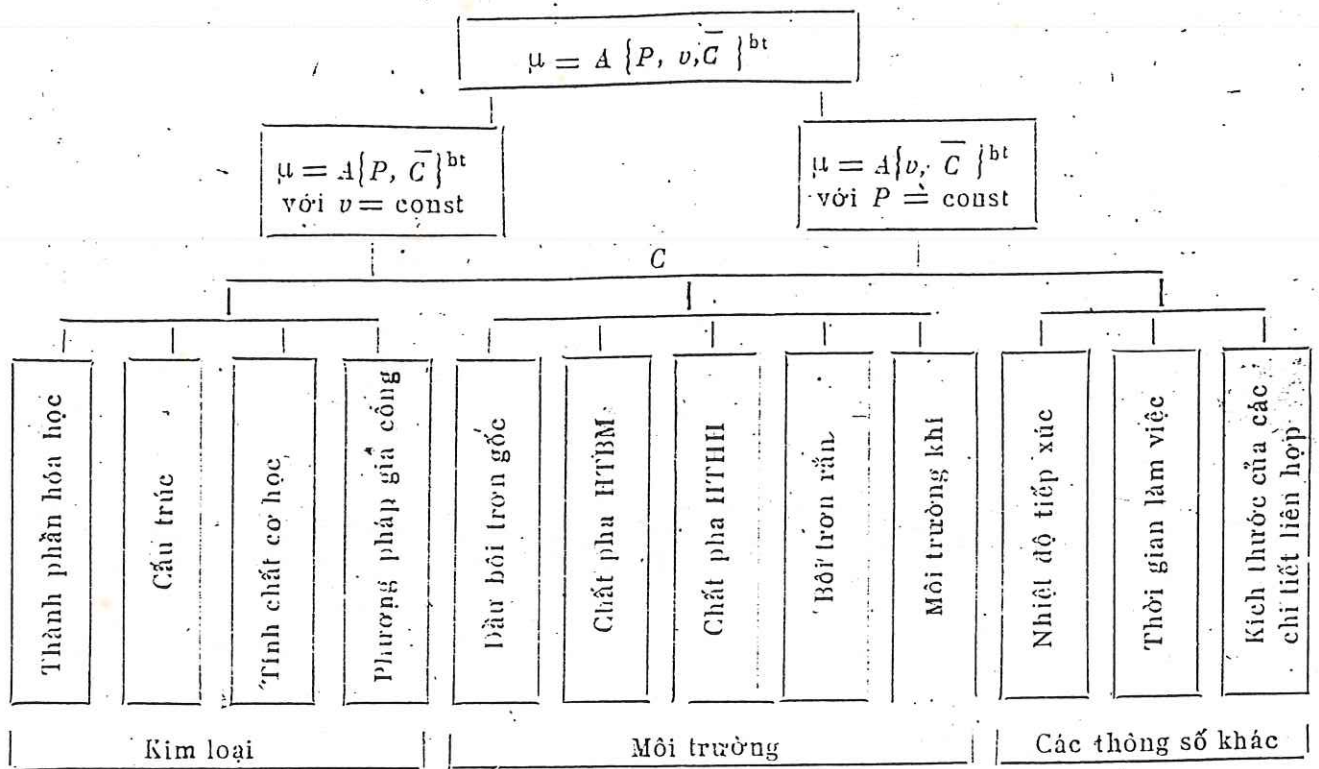 μ = A {P, v, C̅ }ᵇᵗ
μ = A{P, C̅ }ᵇᵗ
với v = const
μ = A{v, C̅ }ᵇᵗ
với P = const
C
Thành phần hóa học
Cấu trúc
Tính chất cơ học
Phương pháp gia công
Dầu bôi trơn gốc
Chất pha HTBM
Chất pha HTHH
Bôi trơn rắn
Môi trường khí
Nhiệt độ tiếp xúc
Thời gian làm việc
Kích thước của các
chi tiết liên hợp
Kim loại
Môi trường
Các thông số khác